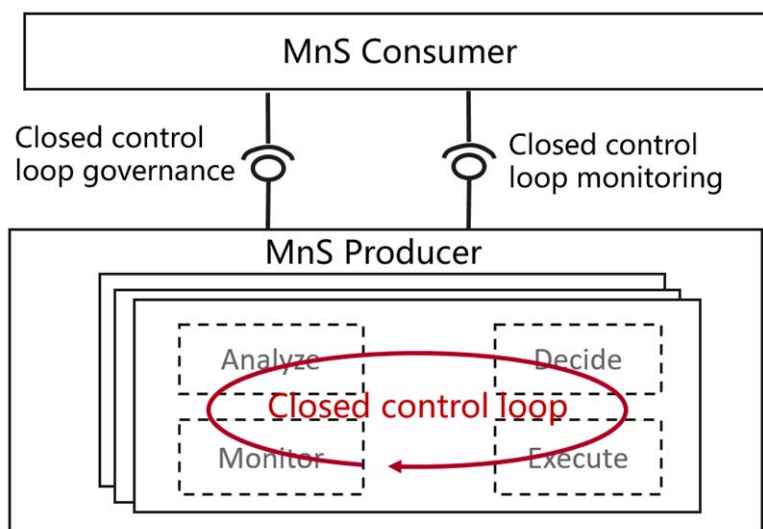 MnS Consumer
Closed control
loop governance
Closed control
loop monitoring
MnS Producer
Analyze
Decide
Closed control loop
Monitor
Execute